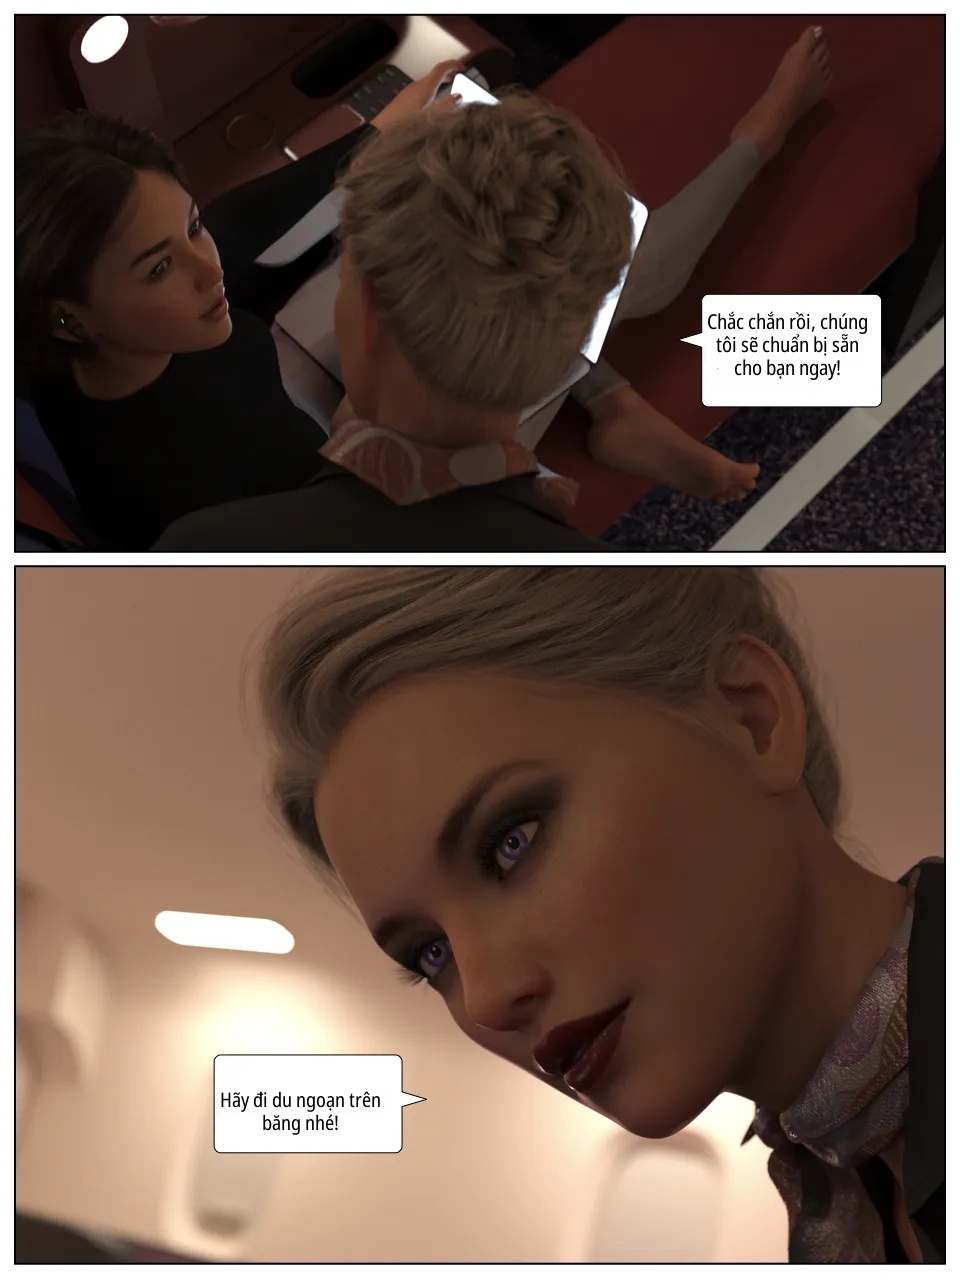 Chắc chắn rồi, chúng
tôi sẽ chuẩn bị sẵn
cho bạn ngay!
Hãy đi du ngoạn trên
băng nhé!